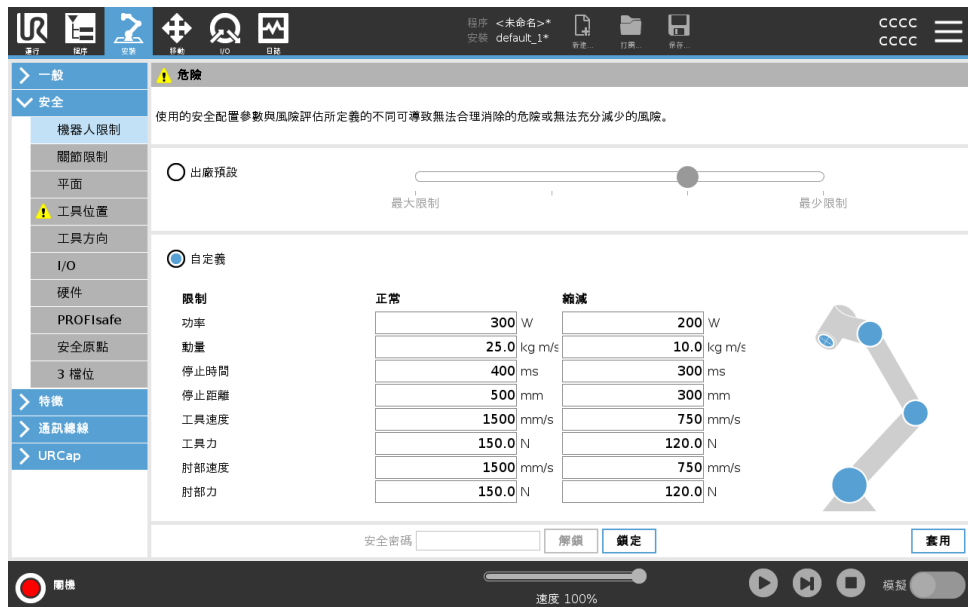 UR
運行 程序 安裝 移動 I/O 日誌
程序 <未命名>*
安裝 default_1*
新建... 打開... 保存...
cccc
cccc
一般
安全
機器人限制
關節限制
平面
工具位置
工具方向
I/O
硬件
PROFIsafe
安全原點
3 檔位
特徵
通訊總線
URCap
危險
使用的安全配置參數與風險評估所定義的不同可導致無法合理消除的危險或無法充分減少的風險。
出廠預設
最大限制 最少限制
自定義
限制 正常 縮減
功率 300 W 200 W
動量 25.0 kg m/s 10.0 kg m/s
停止時間 400 ms 300 ms
停止距離 500 mm 300 mm
工具速度 1500 mm/s 750 mm/s
工具力 150.0 N 120.0 N
肘部速度 1500 mm/s 750 mm/s
肘部力 150.0 N 120.0 N
安全密碼 解鎖 鎖定 套用
關機
速度 100%
模擬